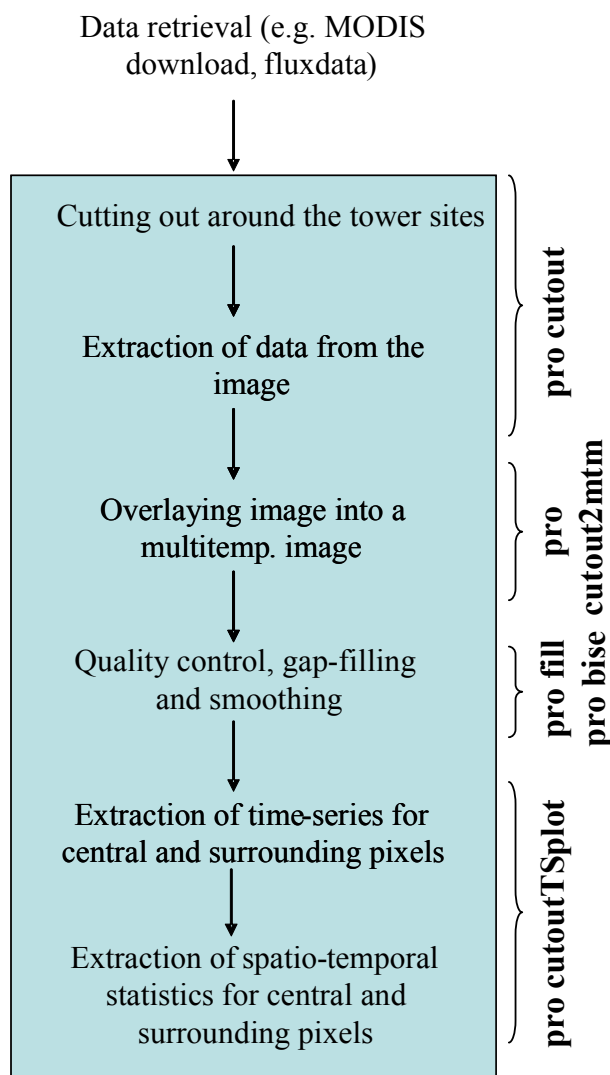 Data retrieval (e.g. MODIS
download, fluxdata)
Cutting out around the tower sites
Extraction of data from the
image
pro cutout
Overlaying image into a
multitemp. image
pro
cutout2mtm
Quality control, gap-filling
and smoothing
pro fill
pro bise
Extraction of time-series for
central and surrounding pixels
Extraction of spatio-temporal
statistics for central and
surrounding pixels
pro cutoutTSplot